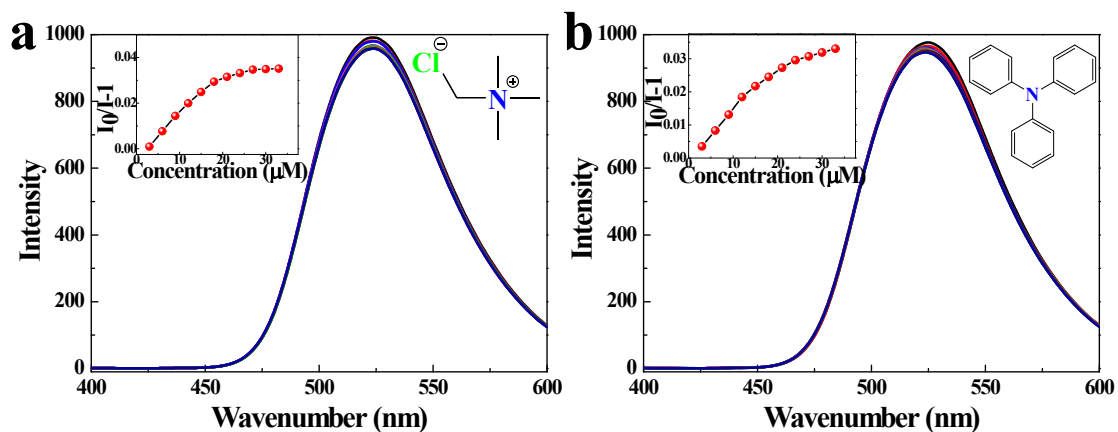 a
1000
800
600
400
200
0
400 450 500 550 600
Intensity
Wavenumber (nm)
0.04
0.02
0.00
0 10 20 30
I0/I-1
Concentration (μM)
Cl
⊖
N
⊕
b
1000
800
600
400
200
0
400 450 500 550 600
Intensity
Wavenumber (nm)
0.03
0.02
0.01
0.00
0 10 20 30
I0/I-1
Concentration (μM)
N